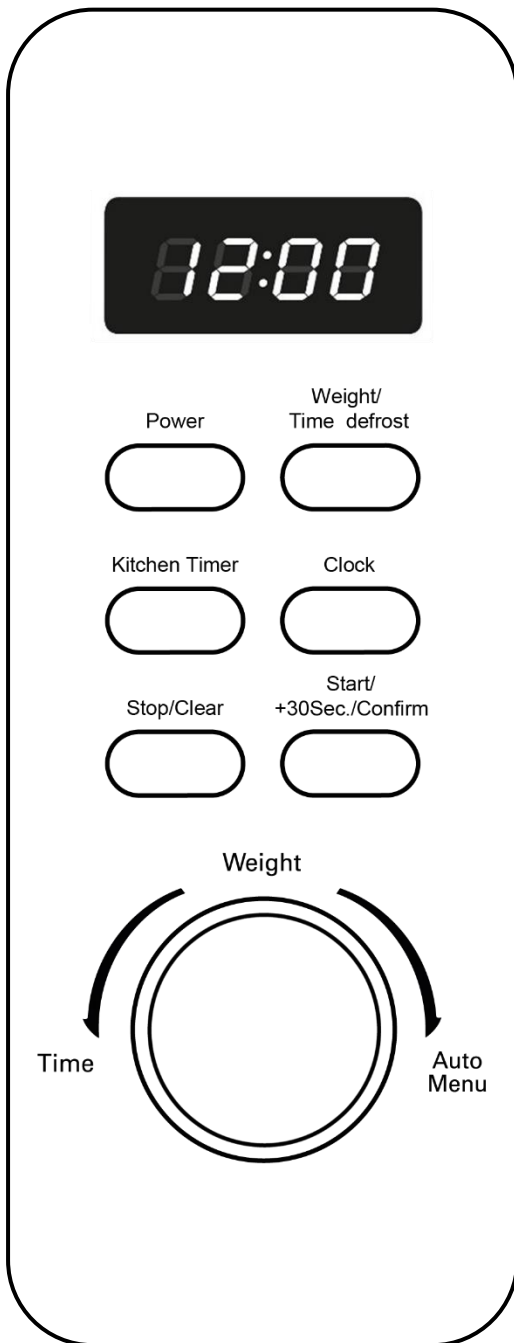 12:00
Weight/
Power
Time defrost
Kitchen Timer
Clock
Start/
Stop/Clear
+30Sec./Confirm
Weight
Time
Auto
Menu